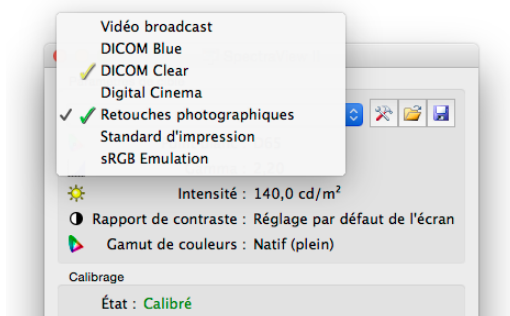 Vidéo broadcast
DICOM Blue
DICOM Clear
Digital Cinema
Retouches photographiques
Standard d'impression
sRGB Emulation
Intensité : 140,0 cd/m²
Rapport de contraste : Réglage par défaut de l'écran
Gamut de couleurs : Natif (plein)
Calibrage
État : Calibré